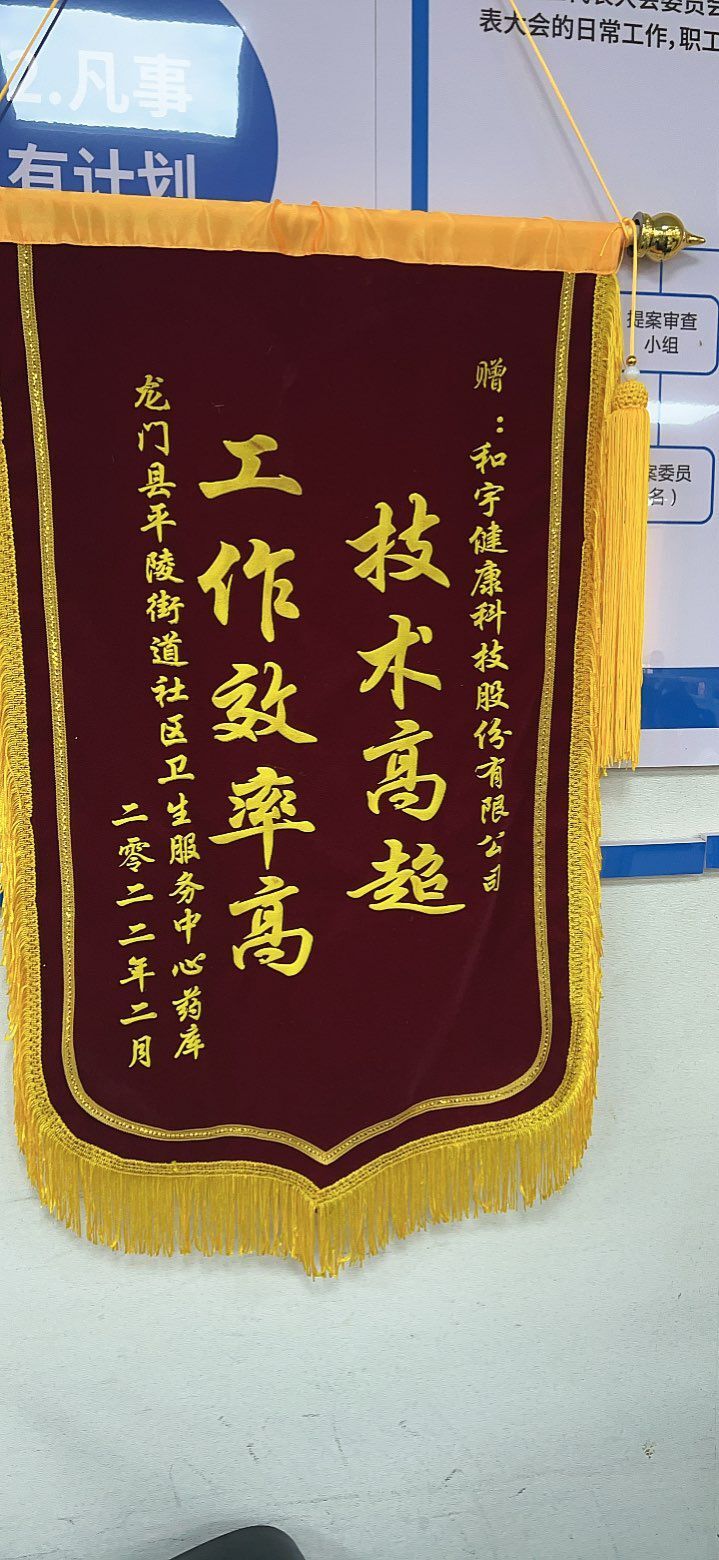 2.凡事
有计划
表大会的日常工作,职工
提案审查
小组
案委员
名）
赠：和宇健康科技股份有限公司
技术高超
工作效率高
龙门县平陵街道社区卫生服务中心药库
二零二二年二月